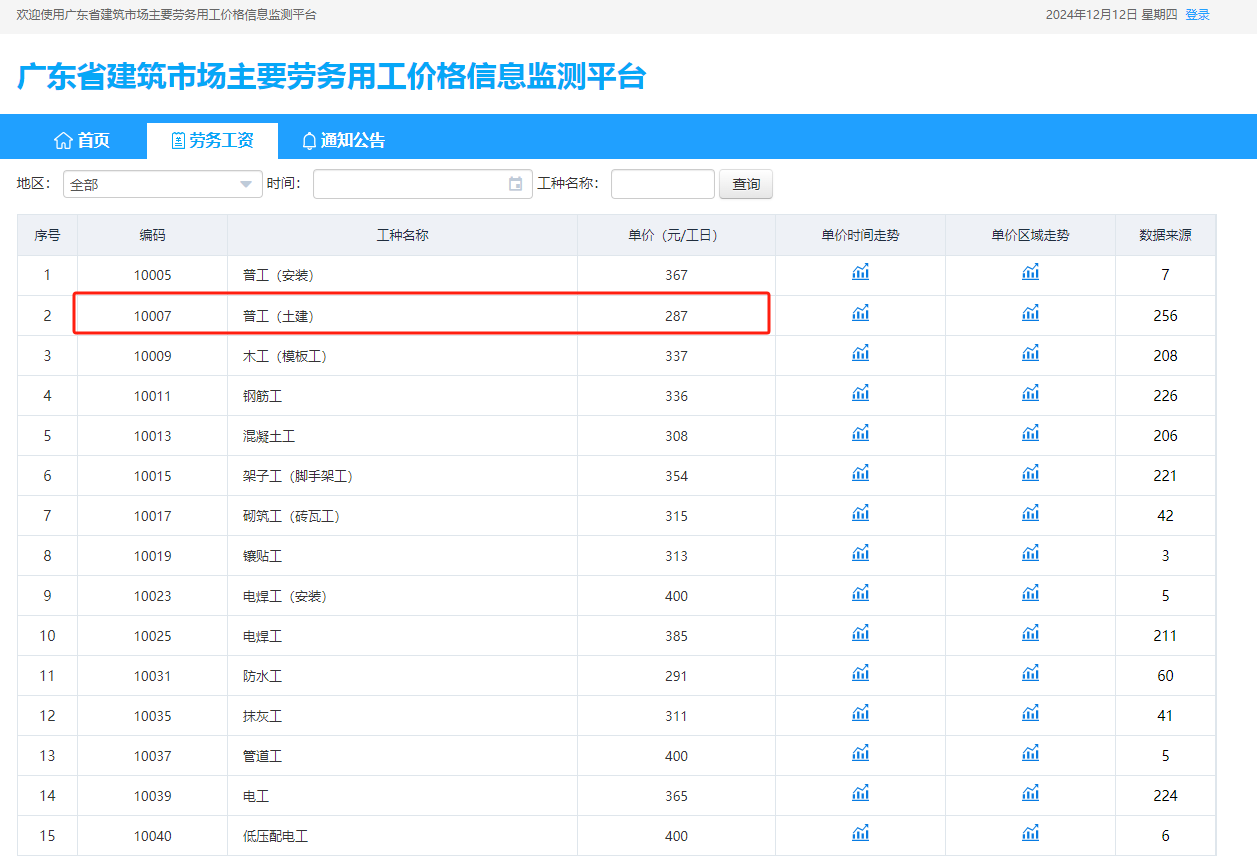 欢迎使用广东省建筑市场主要劳务用工价格信息监测平台 2024年12月12日 星期四 登录
广东省建筑市场主要劳务用工价格信息监测平台
首页 劳务工资 通知公告
地区： 全部 时间： 工种名称： 查询
序号 编码 工种名称 单价（元/工日） 单价时间走势 单价区域走势 数据来源
1 10005 普工（安装） 367 7
2 10007 普工（土建） 287 256
3 10009 木工（模板工） 337 208
4 10011 钢筋工 336 226
5 10013 混凝土工 308 206
6 10015 架子工（脚手架工） 354 221
7 10017 砌筑工（砖瓦工） 315 42
8 10019 镶贴工 313 3
9 10023 电焊工（安装） 400 5
10 10025 电焊工 385 211
11 10031 防水工 291 60
12 10035 抹灰工 311 41
13 10037 管道工 400 5
14 10039 电工 365 224
15 10040 低压配电工 400 6